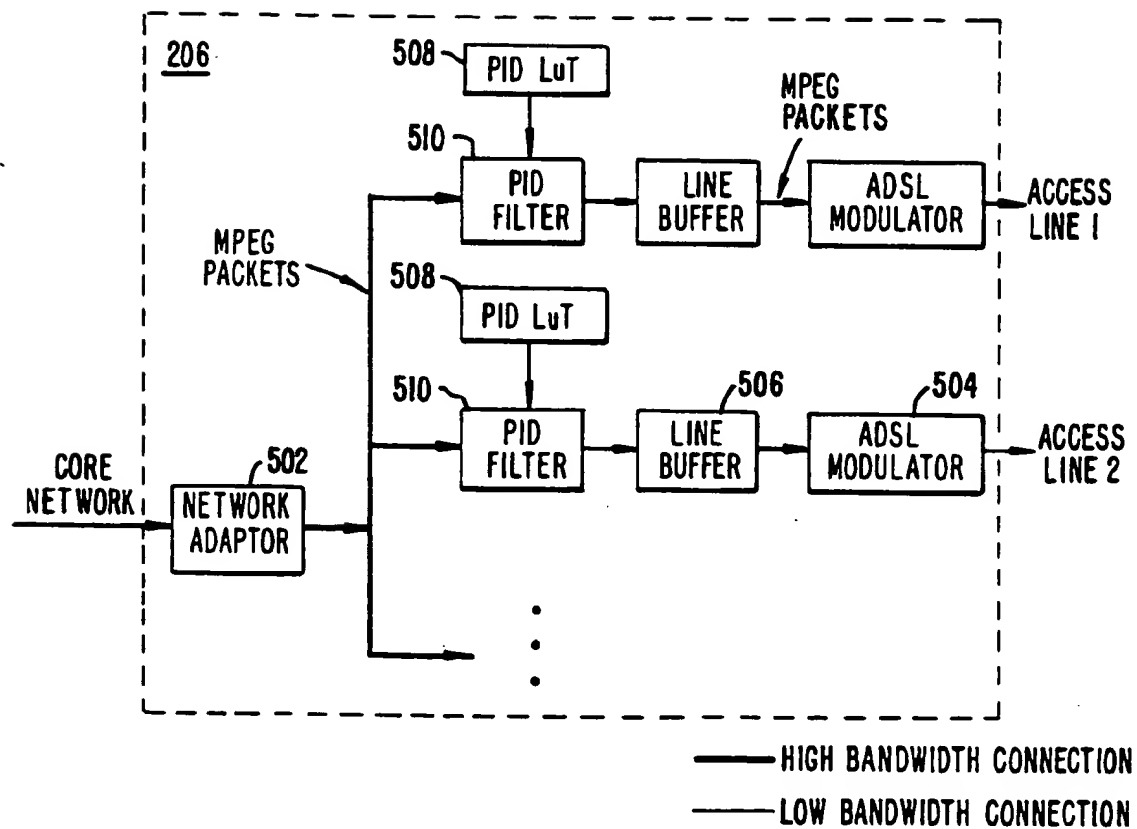 206
508
PID LuT
510
PID
FILTER
LINE
BUFFER
MPEG
PACKETS
ADSL
MODULATOR
ACCESS
LINE 1
MPEG
PACKETS
508
PID LuT
510
PID
FILTER
506
LINE
BUFFER
504
ADSL
MODULATOR
ACCESS
LINE 2
CORE
NETWORK
502
NETWORK
ADAPTOR
HIGH BANDWIDTH CONNECTION
LOW BANDWIDTH CONNECTION